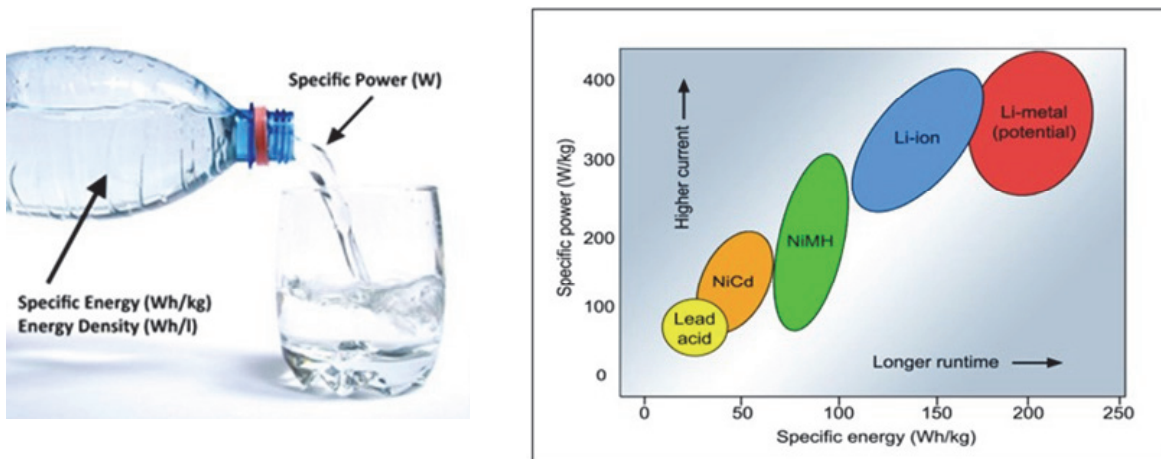 Specific Power (W)
Specific Energy (Wh/kg)
Energy Density (Wh/l)
Specific power (W/kg)
400
300
200
100
0
Higher current
Lead
acid
NiCd
NiMH
Li-ion
Li-metal
(potential)
Longer runtime
0
50
100
150
200
250
Specific energy (Wh/kg)